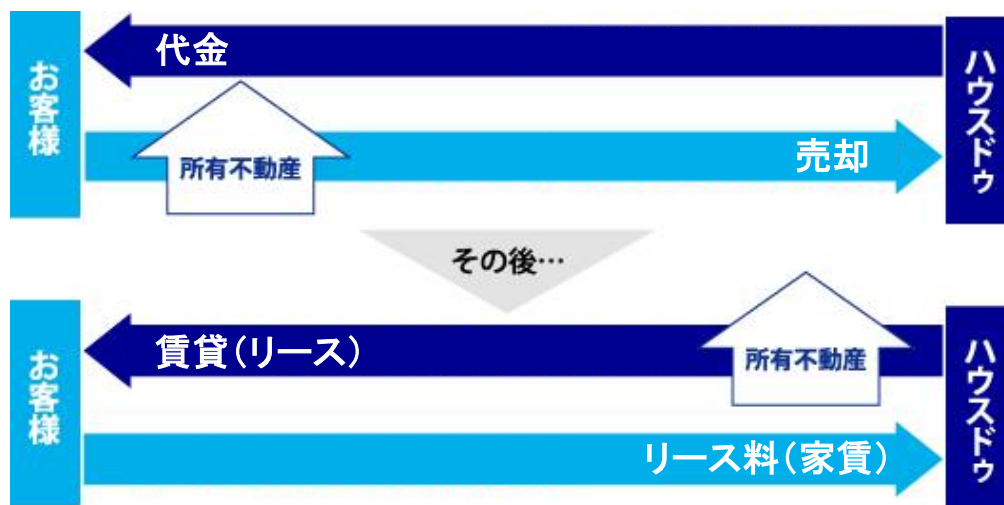 代金
お客様
ハウスドゥ
所有不動産
売却
その後…
賃貸(リース)
お客様
所有不動産
ハウスドゥ
リース料(家賃)